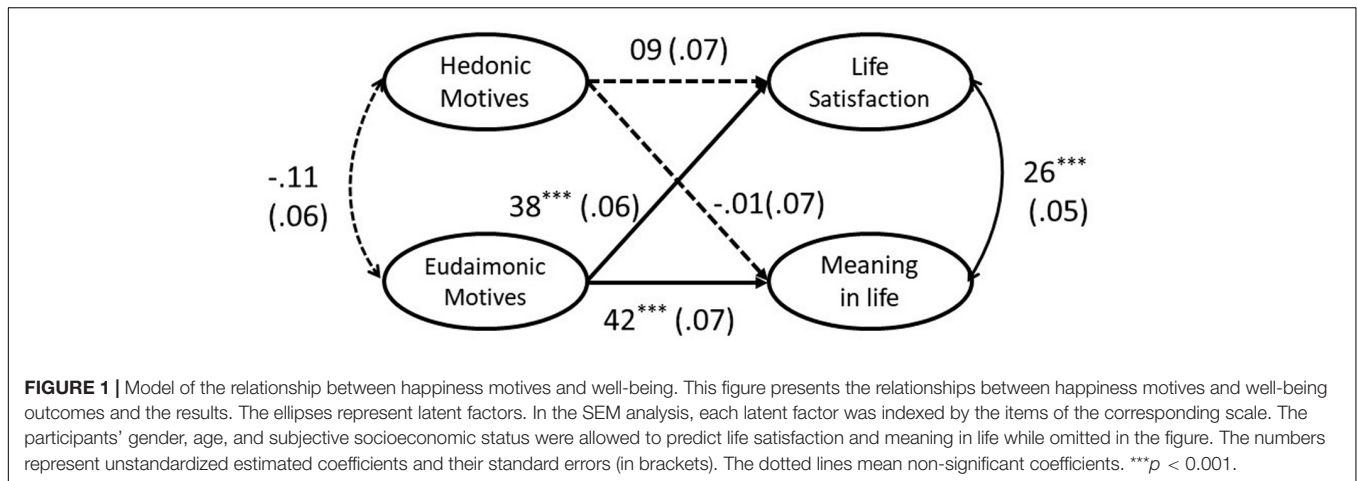 Hedonic
Motives
09 (.07)
Life
Satisfaction
-.11
(.06)
38*** (.06)
-.01(.07)
26***
(.05)
Eudaimonic
Motives
42*** (.07)
Meaning
in life
FIGURE 1 | Model of the relationship between happiness motives and well-being. This figure presents the relationships between happiness motives and well-being
outcomes and the results. The ellipses represent latent factors. In the SEM analysis, each latent factor was indexed by the items of the corresponding scale. The
participants' gender, age, and subjective socioeconomic status were allowed to predict life satisfaction and meaning in life while omitted in the figure. The numbers
represent unstandardized estimated coefficients and their standard errors (in brackets). The dotted lines mean non-significant coefficients. ***p < 0.001.